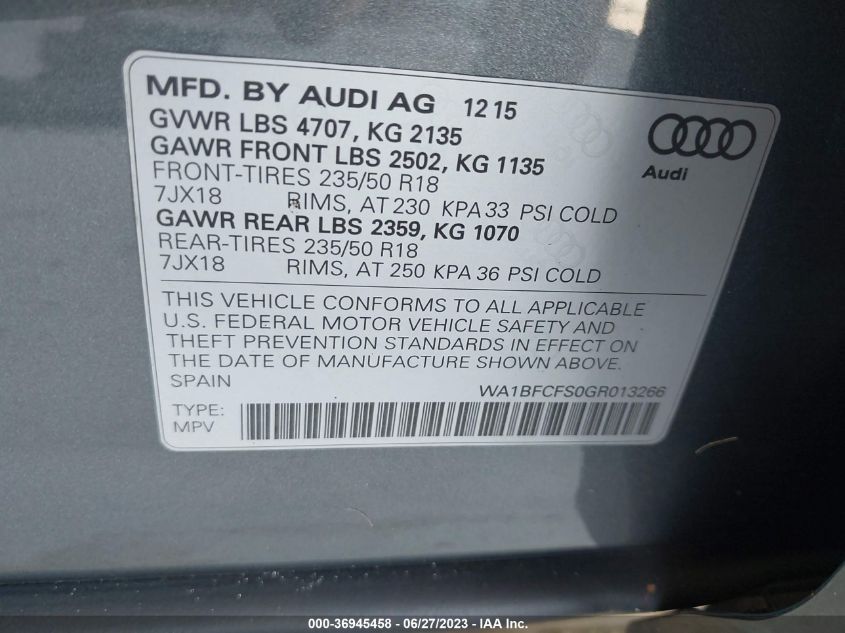 MFD. BY AUDI AG 12 15
GVWR LBS 4707, KG 2135
GAWR FRONT LBS 2502, KG 1135
FRONT-TIRES 235/50 R18
7JX18 RIMS, AT 230 KPA 33 PSI COLD
GAWR REAR LBS 2359, KG 1070
REAR-TIRES 235/50 R18
7JX18 RIMS, AT 250 KPA 36 PSI COLD
Audi
THIS VEHICLE CONFORMS TO ALL APPLICABLE
U.S. FEDERAL MOTOR VEHICLE SAFETY AND
THEFT PREVENTION STANDARDS IN EFFECT ON
THE DATE OF MANUFACTURE SHOWN ABOVE.
SPAIN WA1BFCFS0GR013266
TYPE:
MPV
000-36945458 - 06/27/2023 - IAA Inc.